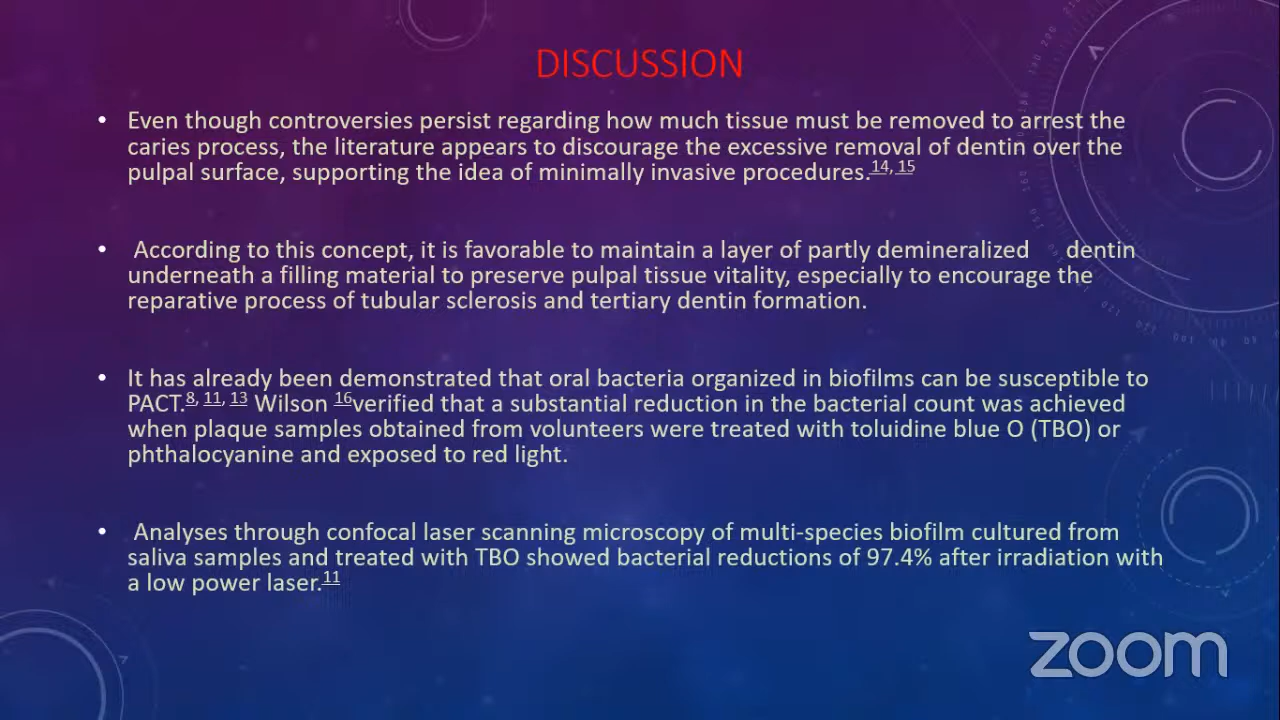 DISCUSSION
• Even though controversies persist regarding how much tissue must be removed to arrest the
caries process, the literature appears to discourage the excessive removal of dentin over the
pulpal surface, supporting the idea of minimally invasive procedures.14, 15
• According to this concept, it is favorable to maintain a layer of partly demineralized dentin
underneath a filling material to preserve pulpal tissue vitality, especially to encourage the
reparative process of tubular sclerosis and tertiary dentin formation.
• It has already been demonstrated that oral bacteria organized in biofilms can be susceptible to
PACT.8, 11, 13 Wilson 16verified that a substantial reduction in the bacterial count was achieved
when plaque samples obtained from volunteers were treated with toluidine blue O (TBO) or
phthalocyanine and exposed to red light.
• Analyses through confocal laser scanning microscopy of multi-species biofilm cultured from
saliva samples and treated with TBO showed bacterial reductions of 97.4% after irradiation with
a low power laser.11
zoom